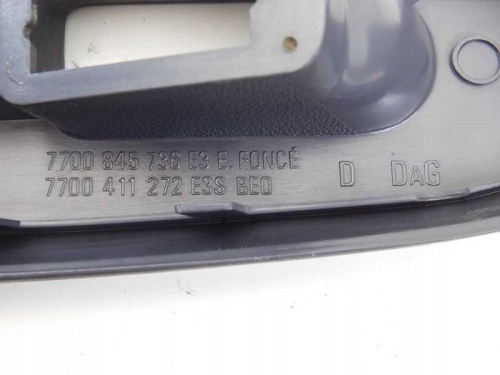 7700 845 736 E3 E.FONCÉ
7700 411 272 E3S BEO D DAG